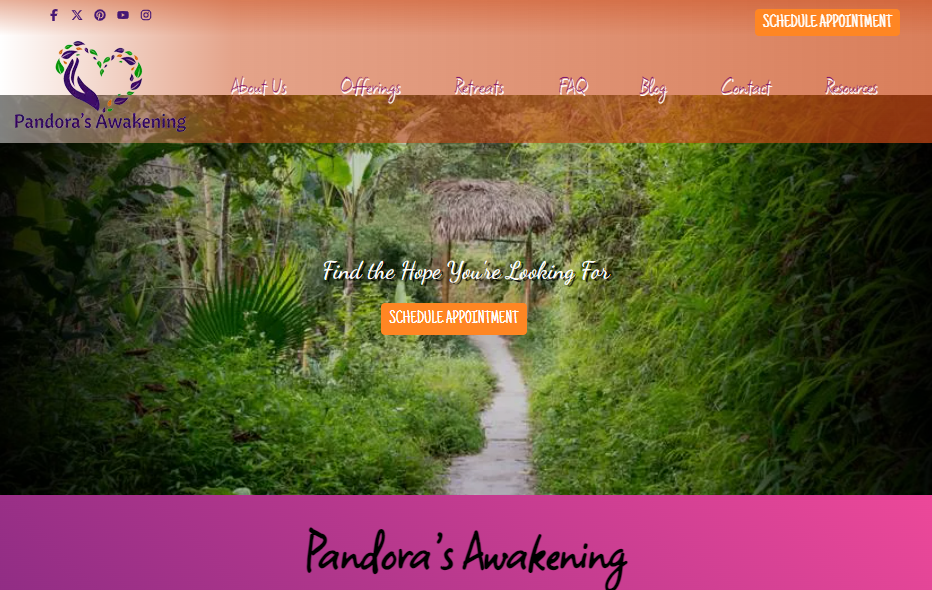 SCHEDULE APPOINTMENT
Pandora's Awakening
About Us Offerings Retreats FAQ Blog Contact Resources
Find the Hope You're Looking For
SCHEDULE APPOINTMENT
Pandora's Awakening